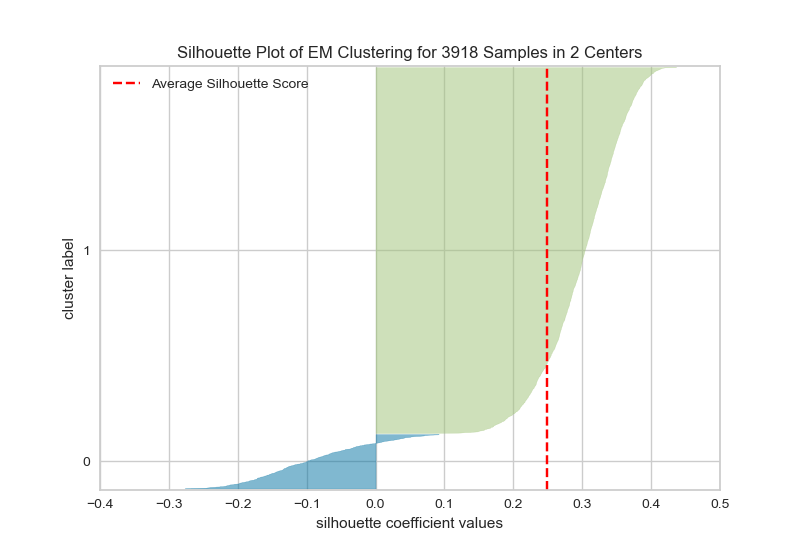 Silhouette Plot of EM Clustering for 3918 Samples in 2 Centers
Average Silhouette Score
cluster label
1
0
−0.4 −0.3 −0.2 −0.1 0.0 0.1 0.2 0.3 0.4 0.5
silhouette coefficient values